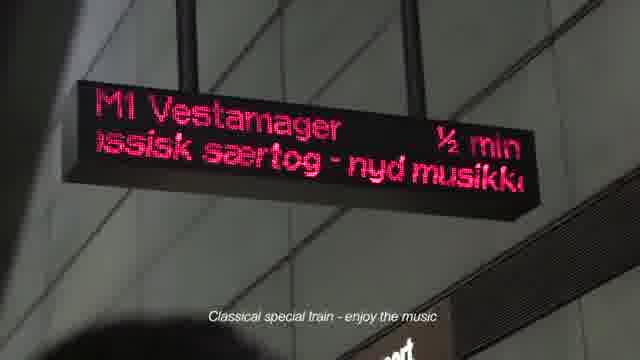 M1 Vestamager ½ min
ssisk særtog - nyd musikk
Classical special train - enjoy the music